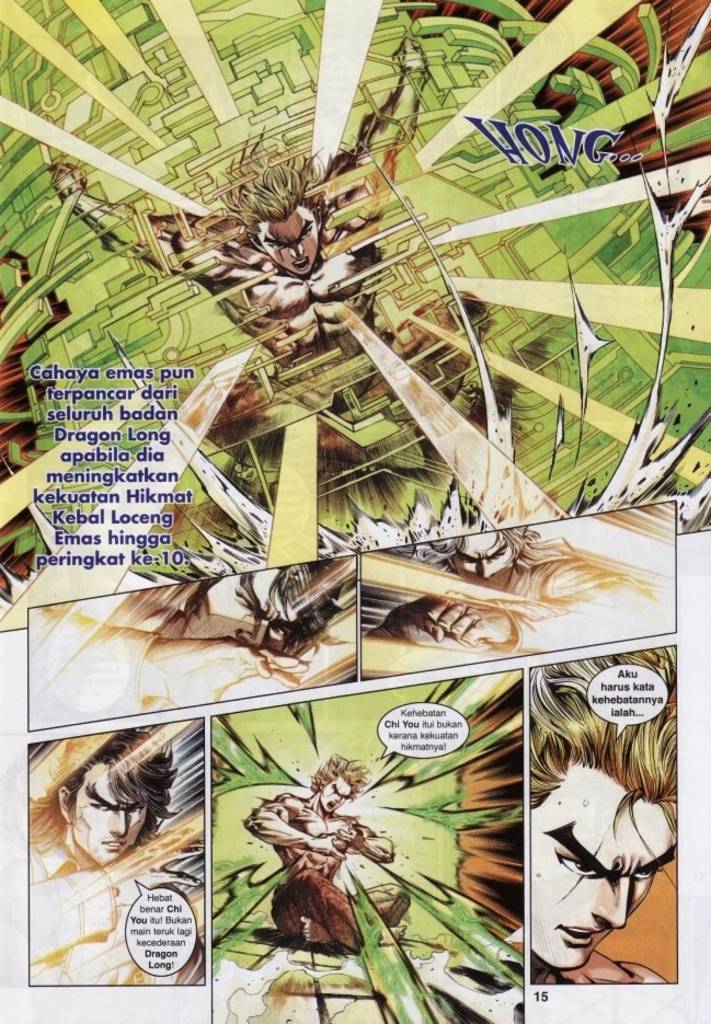 HONG...
Cahaya emas pun
terpancar dari
seluruh badan
Dragon Long
apabila dia
meningkatkan
kekuatan Hikmat
Kebal Loceng
Emas hingga
peringkat ke-10.
Hebat
benar Chi
You itu! Bukan
main teruk lagi
kecederaan
Dragon
Long!
Kehebatan
Chi You itui bukan
kerana kekuatan
hikmatnya!
Aku
harus kata
kehebatannya
ialah...
15